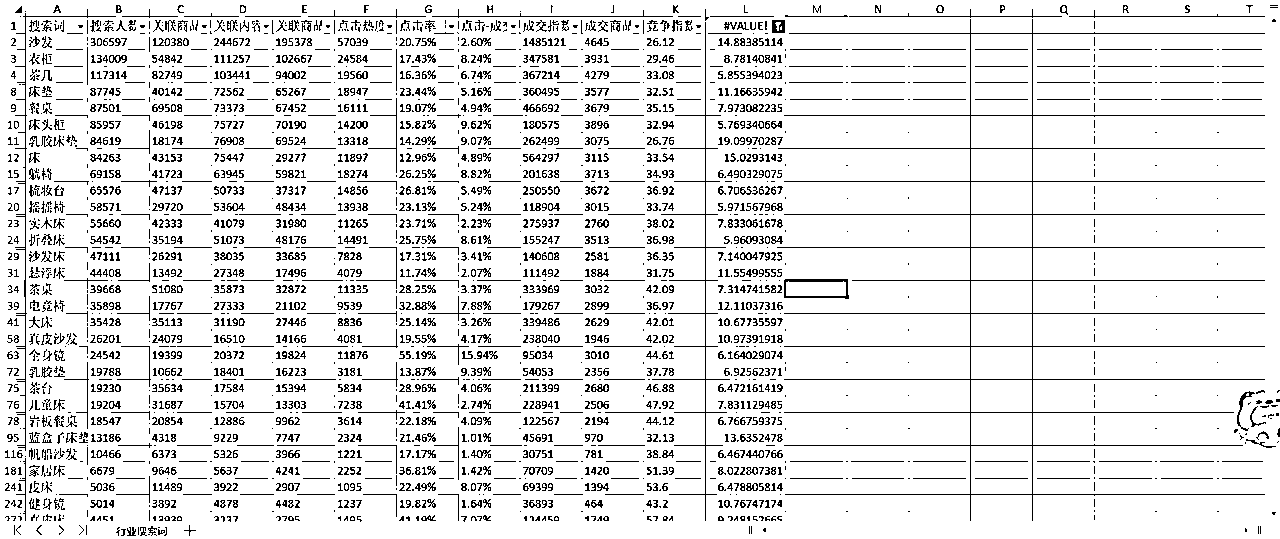 A B C D E F G H I J K L M N O P Q R S T
1 搜索词 搜索人数 关联商品 关联内容 关联商品 点击热度 点击率 点击-成交 成交指数 成交商品 竞争指数 #VALUE!
2 沙发 306597 120380 244672 195378 57039 20.75% 2.60% 1485121 4645 26.12 14.88385114
3 衣柜 134009 54842 111257 102667 24584 17.43% 8.24% 347581 3931 29.46 8.78140841
4 茶几 117314 82749 103441 94002 19560 16.36% 6.74% 367214 4279 33.08 5.855394023
8 床垫 87745 40142 72562 65267 18947 23.44% 5.16% 360495 3577 32.51 11.16635942
9 餐桌 87501 69508 73373 67452 16111 19.07% 4.94% 466692 3679 35.15 7.973082235
10 床头柜 85957 46198 75727 70190 14200 15.82% 9.62% 180575 3896 32.94 5.769340664
11 乳胶床垫 84619 18174 76908 69524 13318 14.29% 9.07% 262499 3075 26.76 19.09970287
12 床 84263 43153 75447 29277 11897 12.96% 4.89% 564297 3115 33.54 15.0293143
15 躺椅 69158 41723 63945 59821 18274 26.25% 8.82% 201638 3713 34.93 6.490329075
17 梳妆台 65576 47137 50733 37317 14856 26.81% 5.49% 250550 3672 36.92 6.706536267
20 摇摇椅 58571 29720 53604 48434 13938 23.13% 5.24% 118904 3015 33.74 5.971567968
23 实木床 55660 42333 41079 31980 11265 23.71% 2.23% 275937 2760 38.02 7.833061678
24 折叠床 54542 35194 51073 48176 14491 25.75% 8.61% 155247 3513 36.98 5.96093084
29 沙发床 47111 26291 38035 33685 7828 17.31% 3.41% 140608 2581 36.35 7.140047925
31 悬浮床 44408 13492 27348 17496 4079 11.74% 2.07% 111492 1884 31.75 11.55499555
34 茶桌 39668 51080 35873 32872 11335 28.25% 3.37% 333969 3032 42.09 7.314741582
39 电竞椅 35898 17767 27333 21102 9539 32.88% 7.88% 179267 2899 36.97 12.11037316
41 大床 35428 35113 31190 27446 8836 25.14% 3.26% 339486 2629 42.01 10.67735597
58 真皮沙发 26201 24079 16510 14166 4081 19.55% 4.17% 238040 1946 42.02 10.97391918
63 全身镜 24542 19399 20372 19824 11876 55.19% 15.94% 95034 3010 44.61 6.164029074
72 乳胶垫 19788 10662 18401 16223 3181 13.87% 9.39% 54053 2356 37.78 6.92562371
75 茶台 19230 35634 17584 15394 5834 28.96% 4.06% 211399 2680 46.88 6.472161419
76 儿童床 19204 31687 15704 13303 7238 41.41% 2.74% 228941 2506 47.92 7.831129485
78 岩板餐桌 18547 20854 12886 9962 3614 22.18% 4.09% 122567 2194 44.12 6.766759375
95 蓝盒子床垫 13186 4318 9229 7747 2324 21.46% 1.01% 45691 970 32.13 13.6352478
116 帆船沙发 10466 6373 5326 3966 1221 17.17% 1.40% 30751 781 38.84 6.467440766
181 家居床 6679 9646 5637 4241 2252 36.81% 1.42% 70709 1420 51.39 8.022807381
241 皮床 5036 11489 3922 2907 1095 22.49% 8.07% 69399 1394 53.6 6.478805814
242 健身镜 5014 3892 4878 4482 1237 19.82% 1.64% 36893 464 43.2 10.76747174
行业搜索词